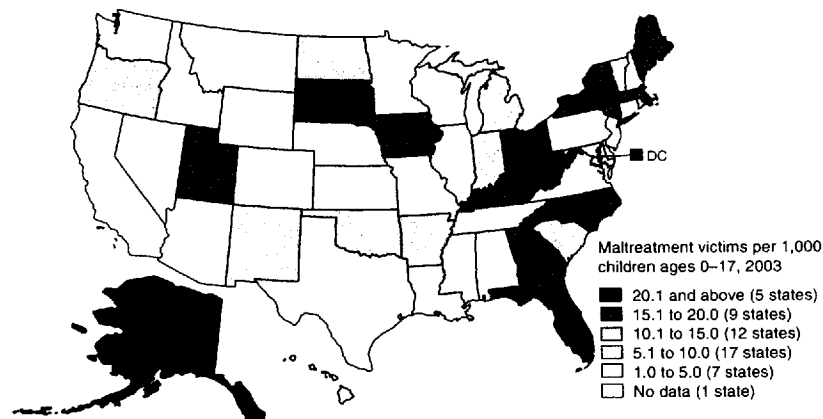 DC
Maltreatment victims per 1,000
children ages 0–17, 2003
20.1 and above (5 states)
15.1 to 20.0 (9 states)
10.1 to 15.0 (12 states)
5.1 to 10.0 (17 states)
1.0 to 5.0 (7 states)
No data (1 state)